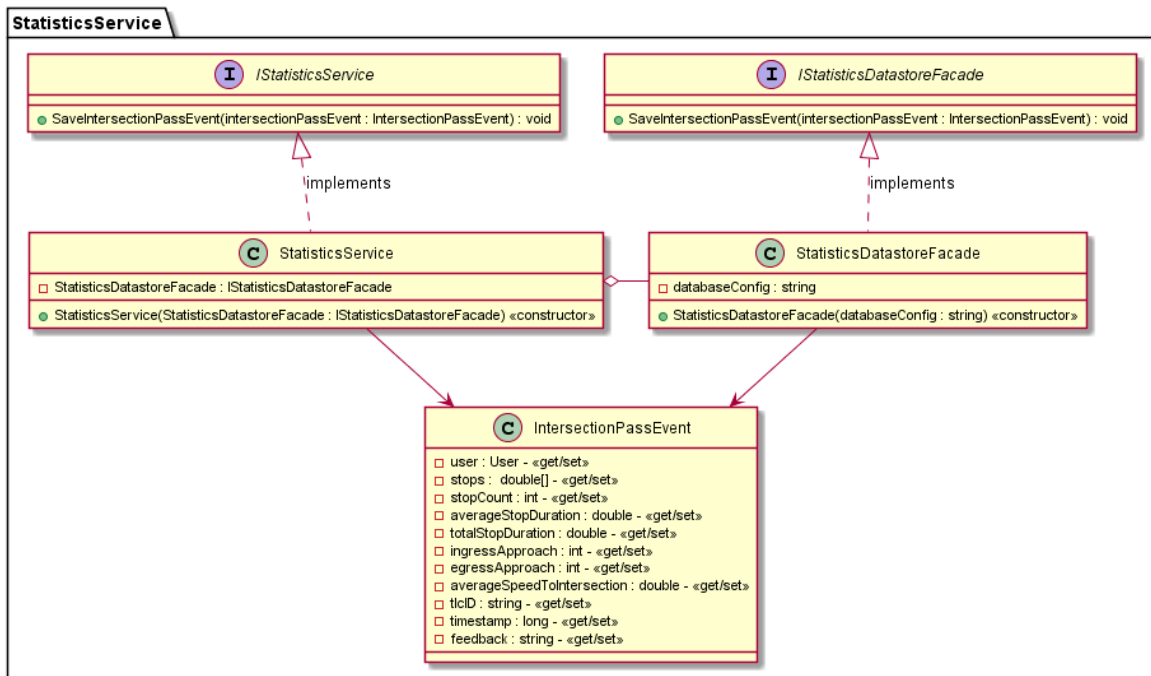 StatisticsService
I IStatisticsService
SaveIntersectionPassEvent(intersectionPassEvent : IntersectionPassEvent) : void
I IStatisticsDatastoreFacade
SaveIntersectionPassEvent(intersectionPassEvent : IntersectionPassEvent) : void
implements
implements
C StatisticsService
StatisticsDatastoreFacade : IStatisticsDatastoreFacade
StatisticsService(StatisticsDatastoreFacade : IStatisticsDatastoreFacade) «constructor»
C StatisticsDatastoreFacade
databaseConfig : string
StatisticsDatastoreFacade(databaseConfig : string) «constructor»
C IntersectionPassEvent
user : User - «get/set»
stops : double[] - «get/set»
stopCount : int - «get/set»
averageStopDuration : double - «get/set»
totalStopDuration : double - «get/set»
ingressApproach : int - «get/set»
egressApproach : int - «get/set»
averageSpeedToIntersection : double - «get/set»
tlcID : string - «get/set»
timestamp : long - «get/set»
feedback : string - «get/set»